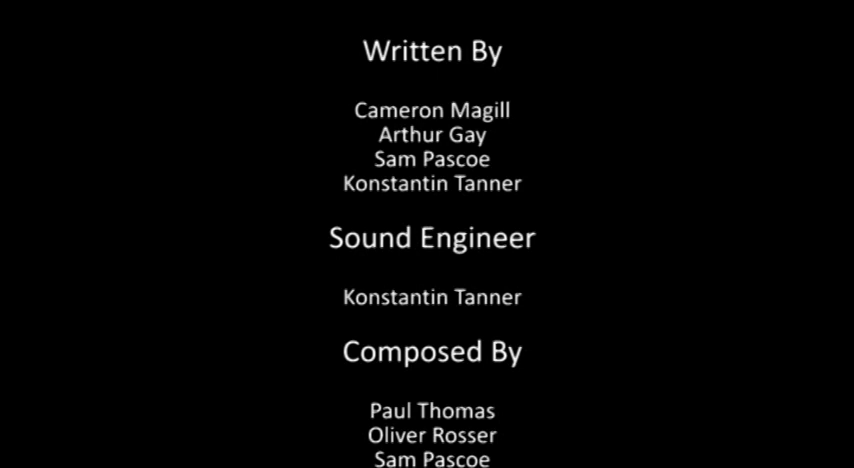 Written By
Cameron Magill
Arthur Gay
Sam Pascoe
Konstantin Tanner
Sound Engineer
Konstantin Tanner
Composed By
Paul Thomas
Oliver Rosser
Sam Pascoe